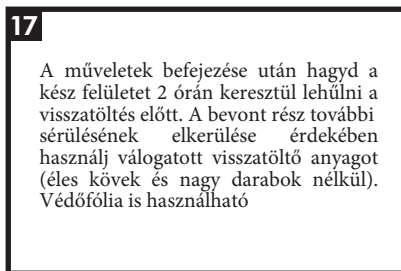 17
A műveletek befejezése után hagyd a
kész felületet 2 órán keresztül lehűlni a
visszatöltés előtt. A bevont rész további
sérülésének elkerülése érdekében
használj válogatott visszatöltő anyagot
(éles kövek és nagy darabok nélkül).
Védőfólia is használható